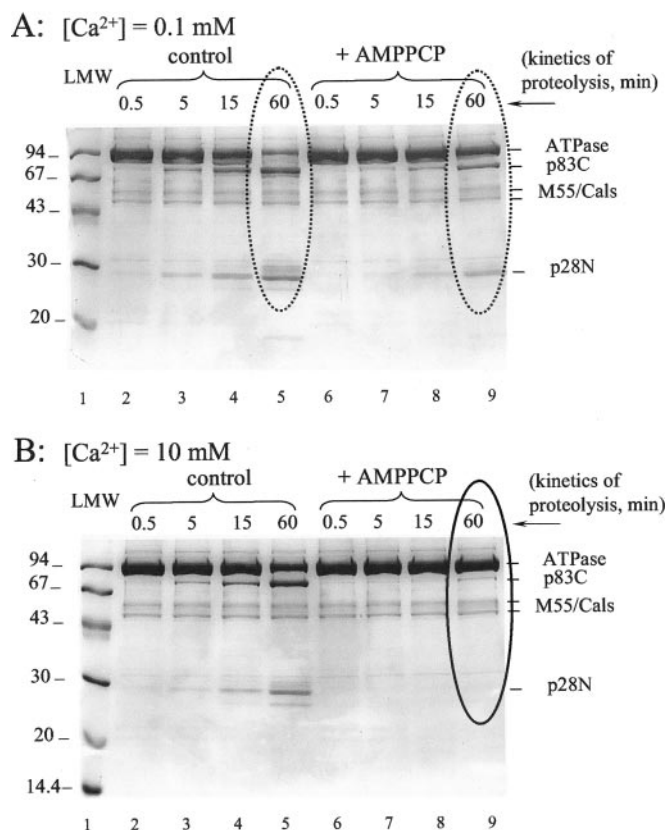 A: [Ca²⁺] = 0.1 mM
control + AMPPCP (kinetics of
LMW proteolysis, min)
0.5 5 15 60 0.5 5 15 60
94 ATPase
67 p83C
43 M55/Cals
30 p28N
20
1 2 3 4 5 6 7 8 9
B: [Ca²⁺] = 10 mM
control + AMPPCP (kinetics of
LMW proteolysis, min)
0.5 5 15 60 0.5 5 15 60
94 ATPase
67 p83C
43 M55/Cals
30 p28N
20
14.4
1 2 3 4 5 6 7 8 9